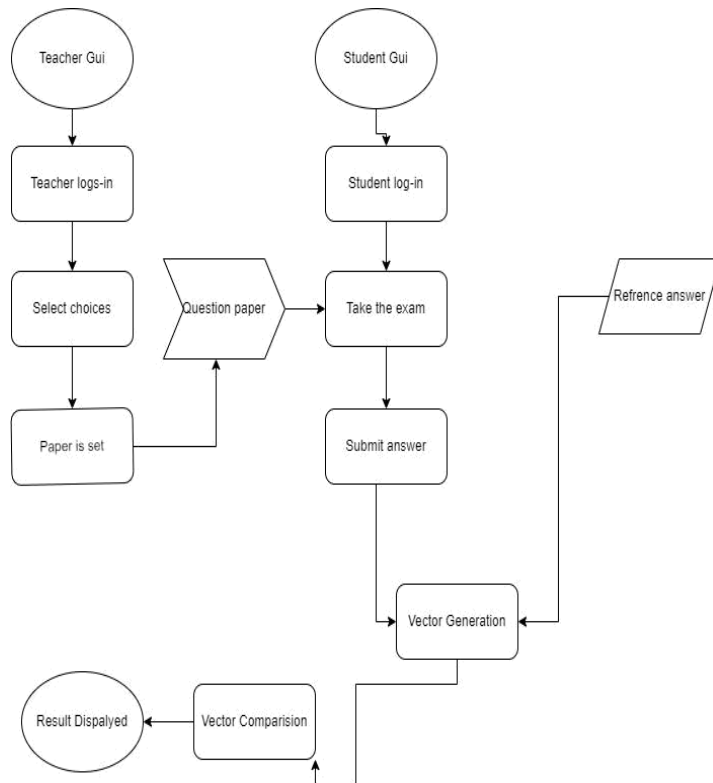 Teacher Gui
Student Gui
Teacher logs-in
Student log-in
Select choices
Question paper
Take the exam
Refrence answer
Paper is set
Submit answer
Vector Generation
Result Dispalyed
Vector Comparision